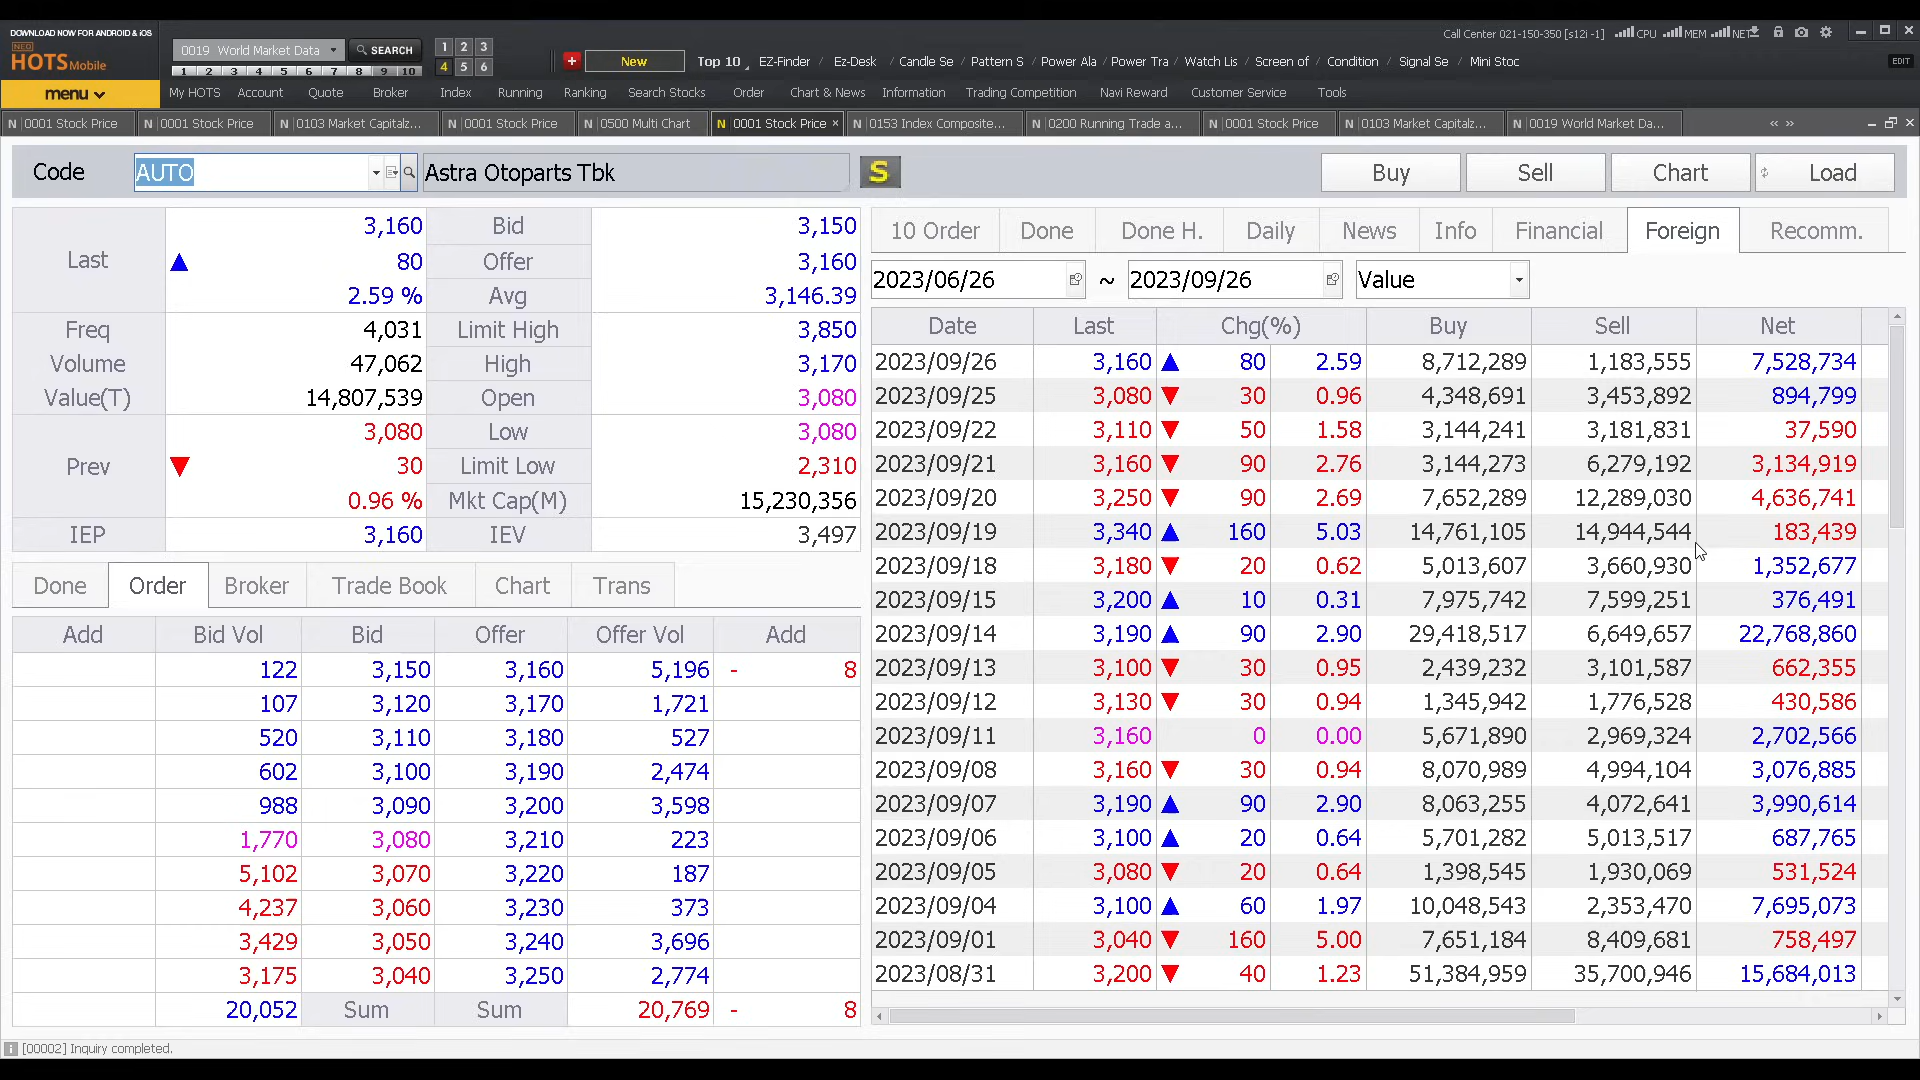 DOWNLOAD NOW FOR ANDROID & iOS
NEO
HOTS Mobile
0019 World Market Data
SEARCH
1 2 3
4 5 6
1 2 3 4 5 6 7 8 9 10
New
Top 10
EZ-Finder / Ez-Desk / Candle Se / Pattern S / Power Ala / Power Tra / Watch Lis / Screen of / Condition / Signal Se • Mini Stoc
Call Center 021-150-350 [s12i -1] CPU MEM NET
EDIT
menu
My HOTS Account Quote Broker Index Running Ranking Search Stocks Order Chart & News Information Trading Competition Navi Reward Customer Service Tools
N 0001 Stock Price N 0001 Stock Price N 0103 Market Capitalz... N 0001 Stock Price N 0500 Multi Chart N 0001 Stock Price × N 0153 Index Composite... N 0200 Running Trade a... N 0001 Stock Price N 0103 Market Capitalz... N 0019 World Market Da...
Code AUTO Astra Otoparts Tbk S Buy Sell Chart Load
Last 3,160 Bid 3,150
▲ 80 Offer 3,160
2.59 % Avg 3,146.39
Freq 4,031 Limit High 3,850
Volume 47,062 High 3,170
Value(T) 14,807,539 Open 3,080
Prev 3,080 Low 3,080
▼ 30 Limit Low 2,310
0.96 % Mkt Cap(M) 15,230,356
IEP 3,160 IEV 3,497
Done Order Broker Trade Book Chart Trans
Add Bid Vol Bid Offer Offer Vol Add
122 3,150 3,160 5,196 - 8
107 3,120 3,170 1,721
520 3,110 3,180 527
602 3,100 3,190 2,474
988 3,090 3,200 3,598
1,770 3,080 3,210 223
5,102 3,070 3,220 187
4,237 3,060 3,230 373
3,429 3,050 3,240 3,696
3,175 3,040 3,250 2,774
20,052 Sum Sum 20,769 - 8
10 Order Done Done H. Daily News Info Financial Foreign Recomm.
2023/06/26 ~ 2023/09/26 Value
Date Last Chg(%) Buy Sell Net
2023/09/26 3,160 ▲ 80 2.59 8,712,289 1,183,555 7,528,734
2023/09/25 3,080 ▼ 30 0.96 4,348,691 3,453,892 894,799
2023/09/22 3,110 ▼ 50 1.58 3,144,241 3,181,831 37,590
2023/09/21 3,160 ▼ 90 2.76 3,144,273 6,279,192 3,134,919
2023/09/20 3,250 ▼ 90 2.69 7,652,289 12,289,030 4,636,741
2023/09/19 3,340 ▲ 160 5.03 14,761,105 14,944,544 183,439
2023/09/18 3,180 ▼ 20 0.62 5,013,607 3,660,930 1,352,677
2023/09/15 3,200 ▲ 10 0.31 7,975,742 7,599,251 376,491
2023/09/14 3,190 ▲ 90 2.90 29,418,517 6,649,657 22,768,860
2023/09/13 3,100 ▼ 30 0.95 2,439,232 3,101,587 662,355
2023/09/12 3,130 ▼ 30 0.94 1,345,942 1,776,528 430,586
2023/09/11 3,160 0 0.00 5,671,890 2,969,324 2,702,566
2023/09/08 3,160 ▼ 30 0.94 8,070,989 4,994,104 3,076,885
2023/09/07 3,190 ▲ 90 2.90 8,063,255 4,072,641 3,990,614
2023/09/06 3,100 ▲ 20 0.64 5,701,282 5,013,517 687,765
2023/09/05 3,080 ▼ 20 0.64 1,398,545 1,930,069 531,524
2023/09/04 3,100 ▲ 60 1.97 10,048,543 2,353,470 7,695,073
2023/09/01 3,040 ▼ 160 5.00 7,651,184 8,409,681 758,497
2023/08/31 3,200 ▼ 40 1.23 51,384,959 35,700,946 15,684,013
[00002] Inquiry completed.